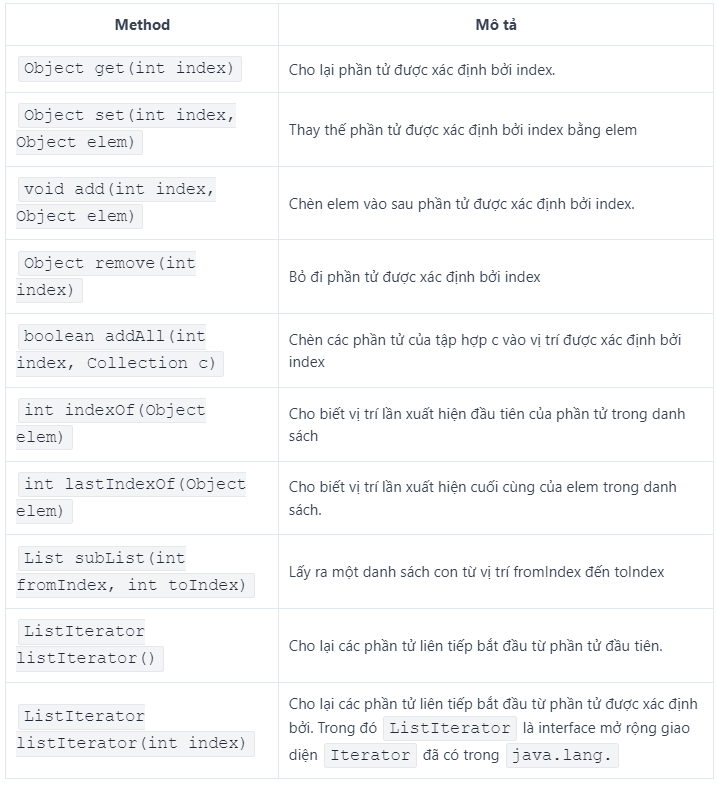 Method
Mô tả
Object get(int index)
Cho lại phần tử được xác định bởi index.
Object set(int index,
Object elem)
Thay thế phần tử được xác định bởi index bằng elem
void add(int index,
Object elem)
Chèn elem vào sau phần tử được xác định bởi index.
Object remove(int
index)
Bỏ đi phần tử được xác định bởi index
boolean addAll(int
index, Collection c)
Chèn các phần tử của tập hợp c vào vị trí được xác định bởi
index
int indexOf(Object
elem)
Cho biết vị trí lần xuất hiện đầu tiên của phần tử trong danh
sách
int lastIndexOf(Object
elem)
Cho biết vị trí lần xuất hiện cuối cùng của elem trong danh
sách.
List subList(int
fromIndex, int toIndex)
Lấy ra một danh sách con từ vị trí fromIndex đến toIndex
ListIterator
listIterator()
Cho lại các phần tử liên tiếp bắt đầu từ phần tử đầu tiên.
ListIterator
listIterator(int index)
Cho lại các phần tử liên tiếp bắt đầu từ phần tử được xác định
bởi. Trong đó ListIterator là interface mở rộng giao
diện Iterator đã có trong java.lang.